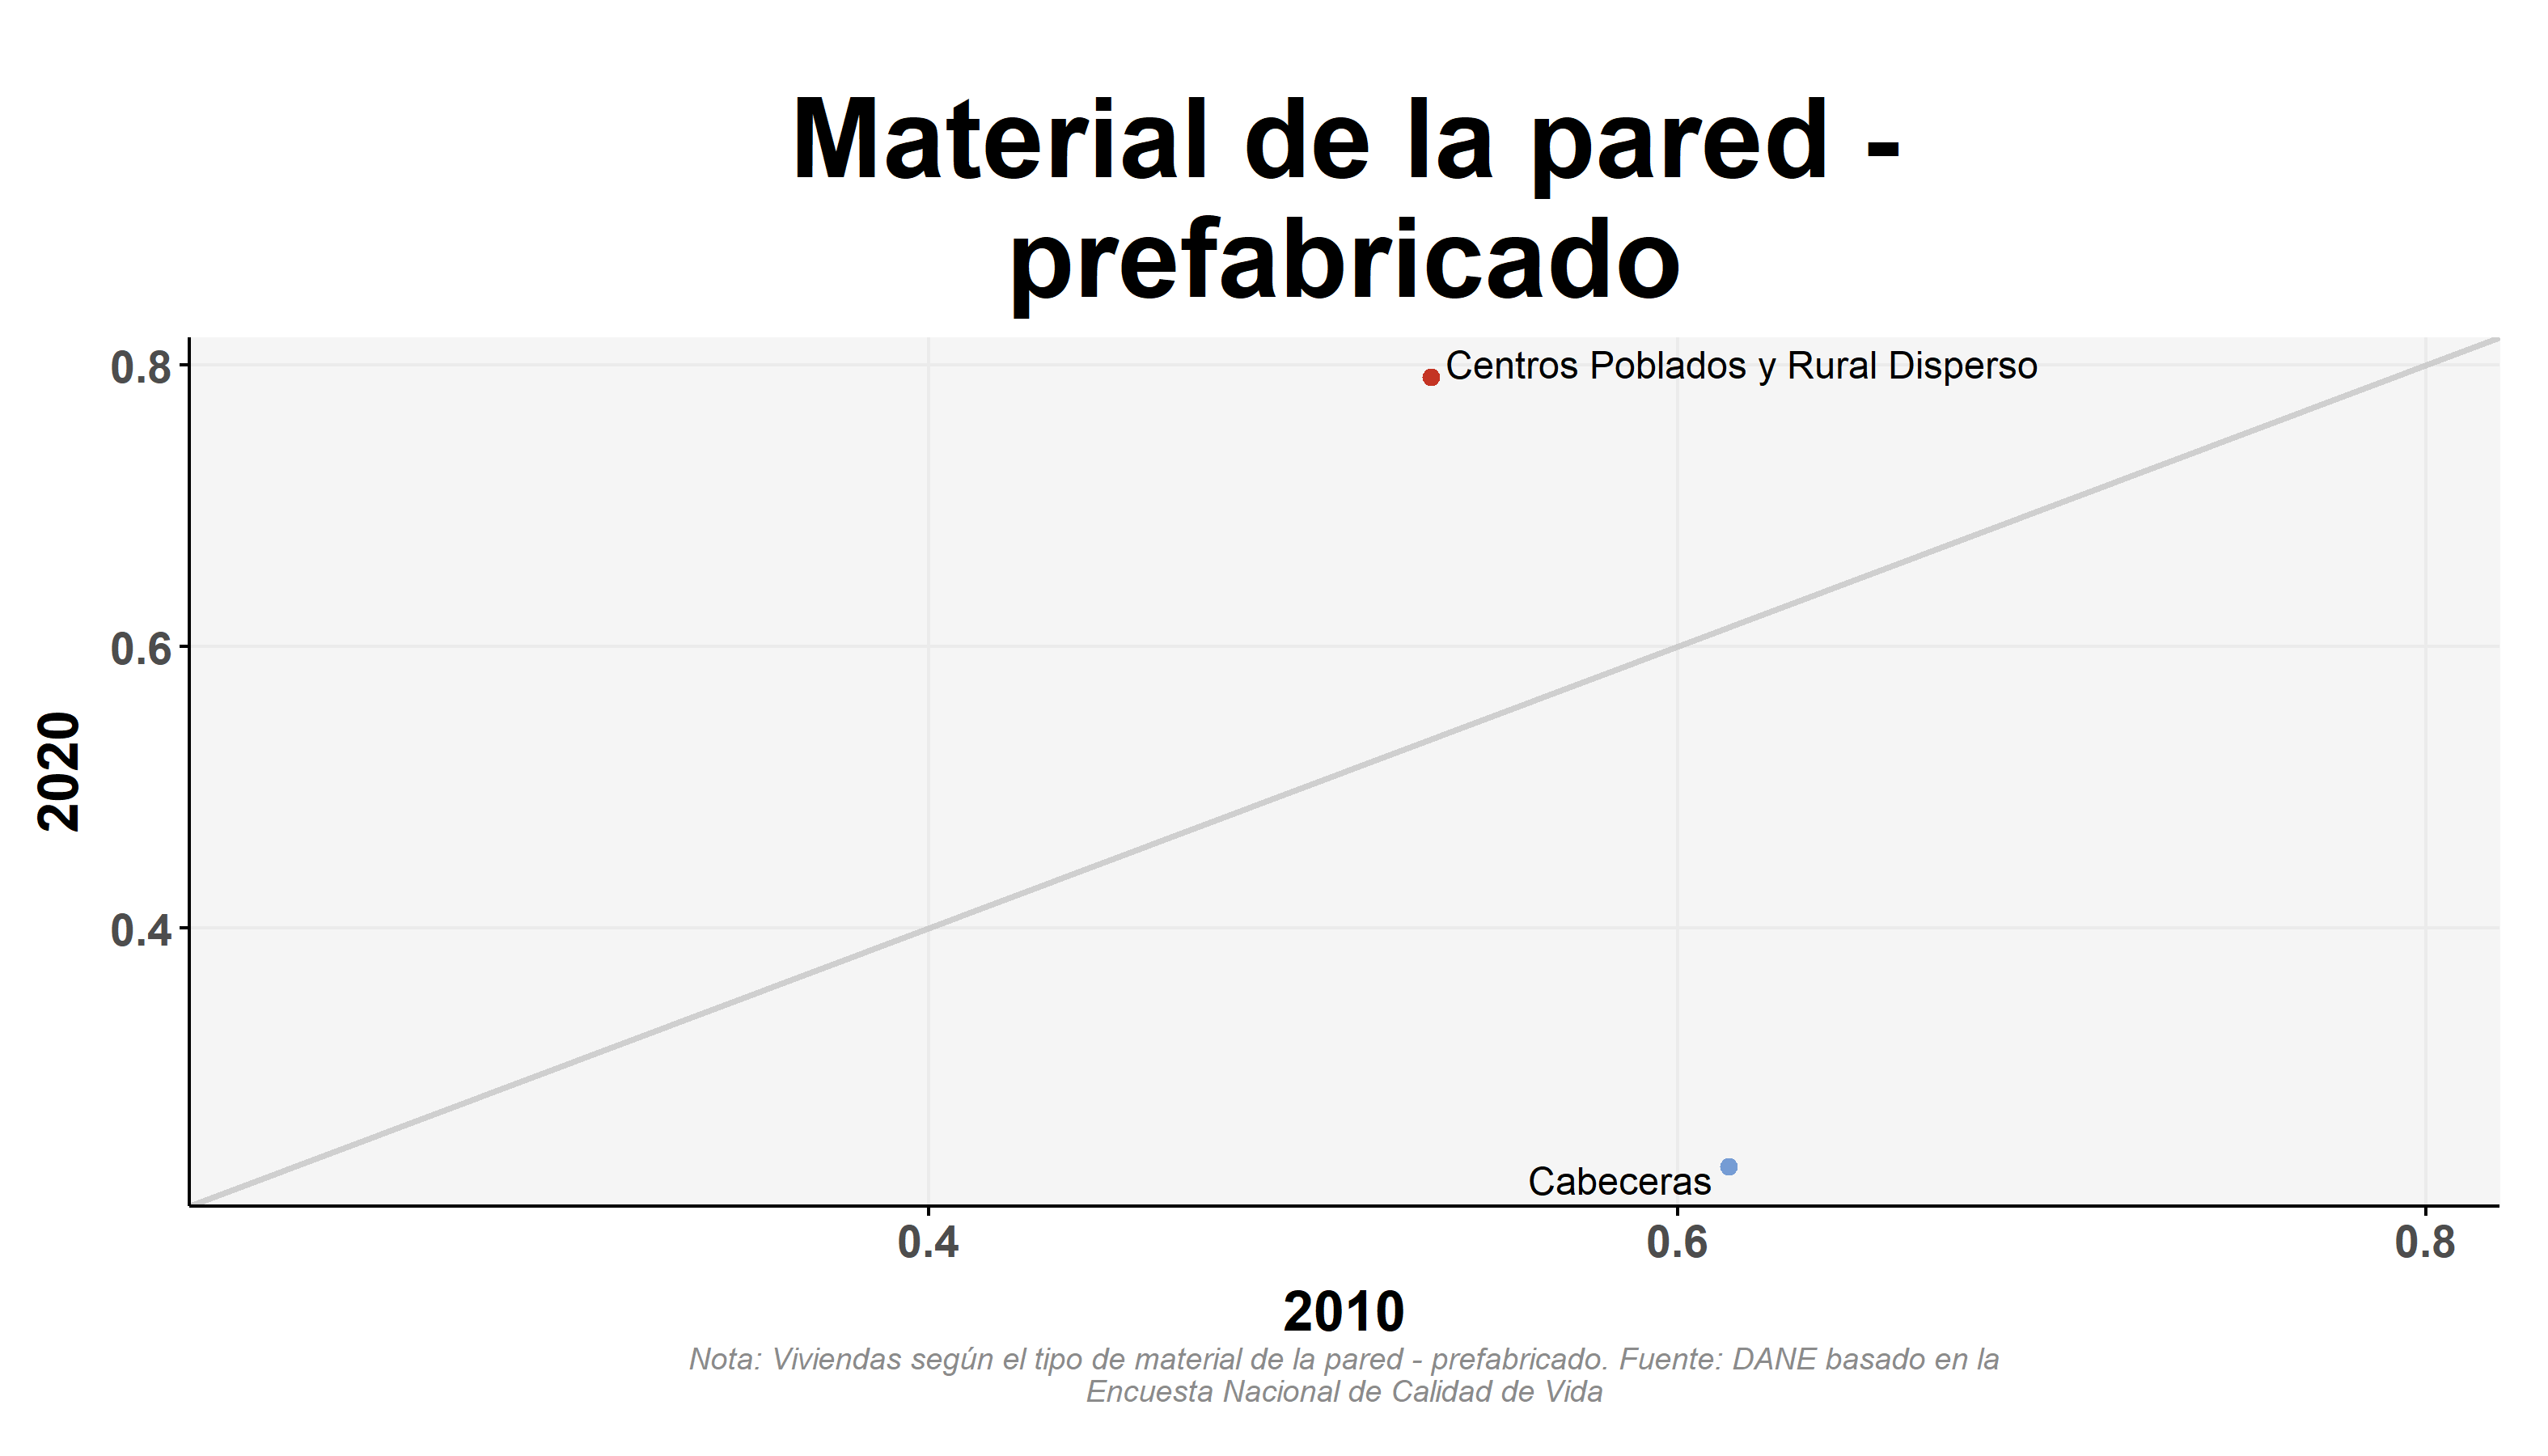 Material de la pared -
prefabricado
0.8
Centros Poblados y Rural Disperso
0.6
2020
0.4
Cabeceras
0.4 0.6 0.8
2010
Nota: Viviendas según el tipo de material de la pared - prefabricado. Fuente: DANE basado en la
Encuesta Nacional de Calidad de Vida